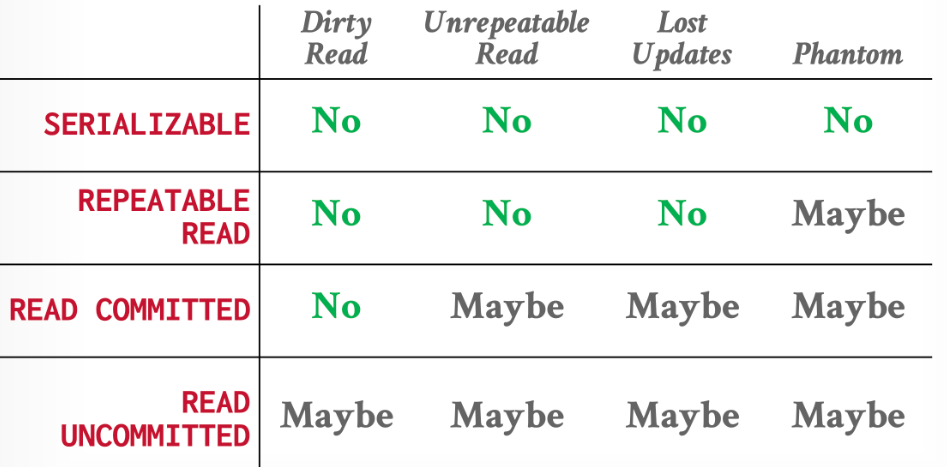 Dirty Read Unrepeatable Read Lost Updates Phantom
SERIALIZABLE No No No No
REPEATABLE READ No No No Maybe
READ COMMITTED No Maybe Maybe Maybe
READ UNCOMMITTED Maybe Maybe Maybe Maybe